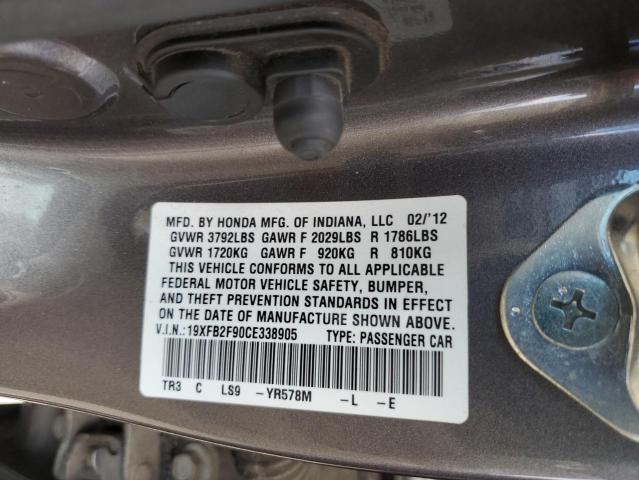 MFD. BY HONDA MFG. OF INDIANA, LLC 02/'12
GVWR 3792LBS GAWR F 2029LBS R 1786LBS
GVWR 1720KG GAWR F 920KG R 810KG
THIS VEHICLE CONFORMS TO ALL APPLICABLE
FEDERAL MOTOR VEHICLE SAFETY, BUMPER,
AND THEFT PREVENTION STANDARDS IN EFFECT
ON THE DATE OF MANUFACTURE SHOWN ABOVE.
V.I.N.: 19XFB2F90CE338905 TYPE: PASSENGER CAR
TR3 C LS9 -YR578M -L -E